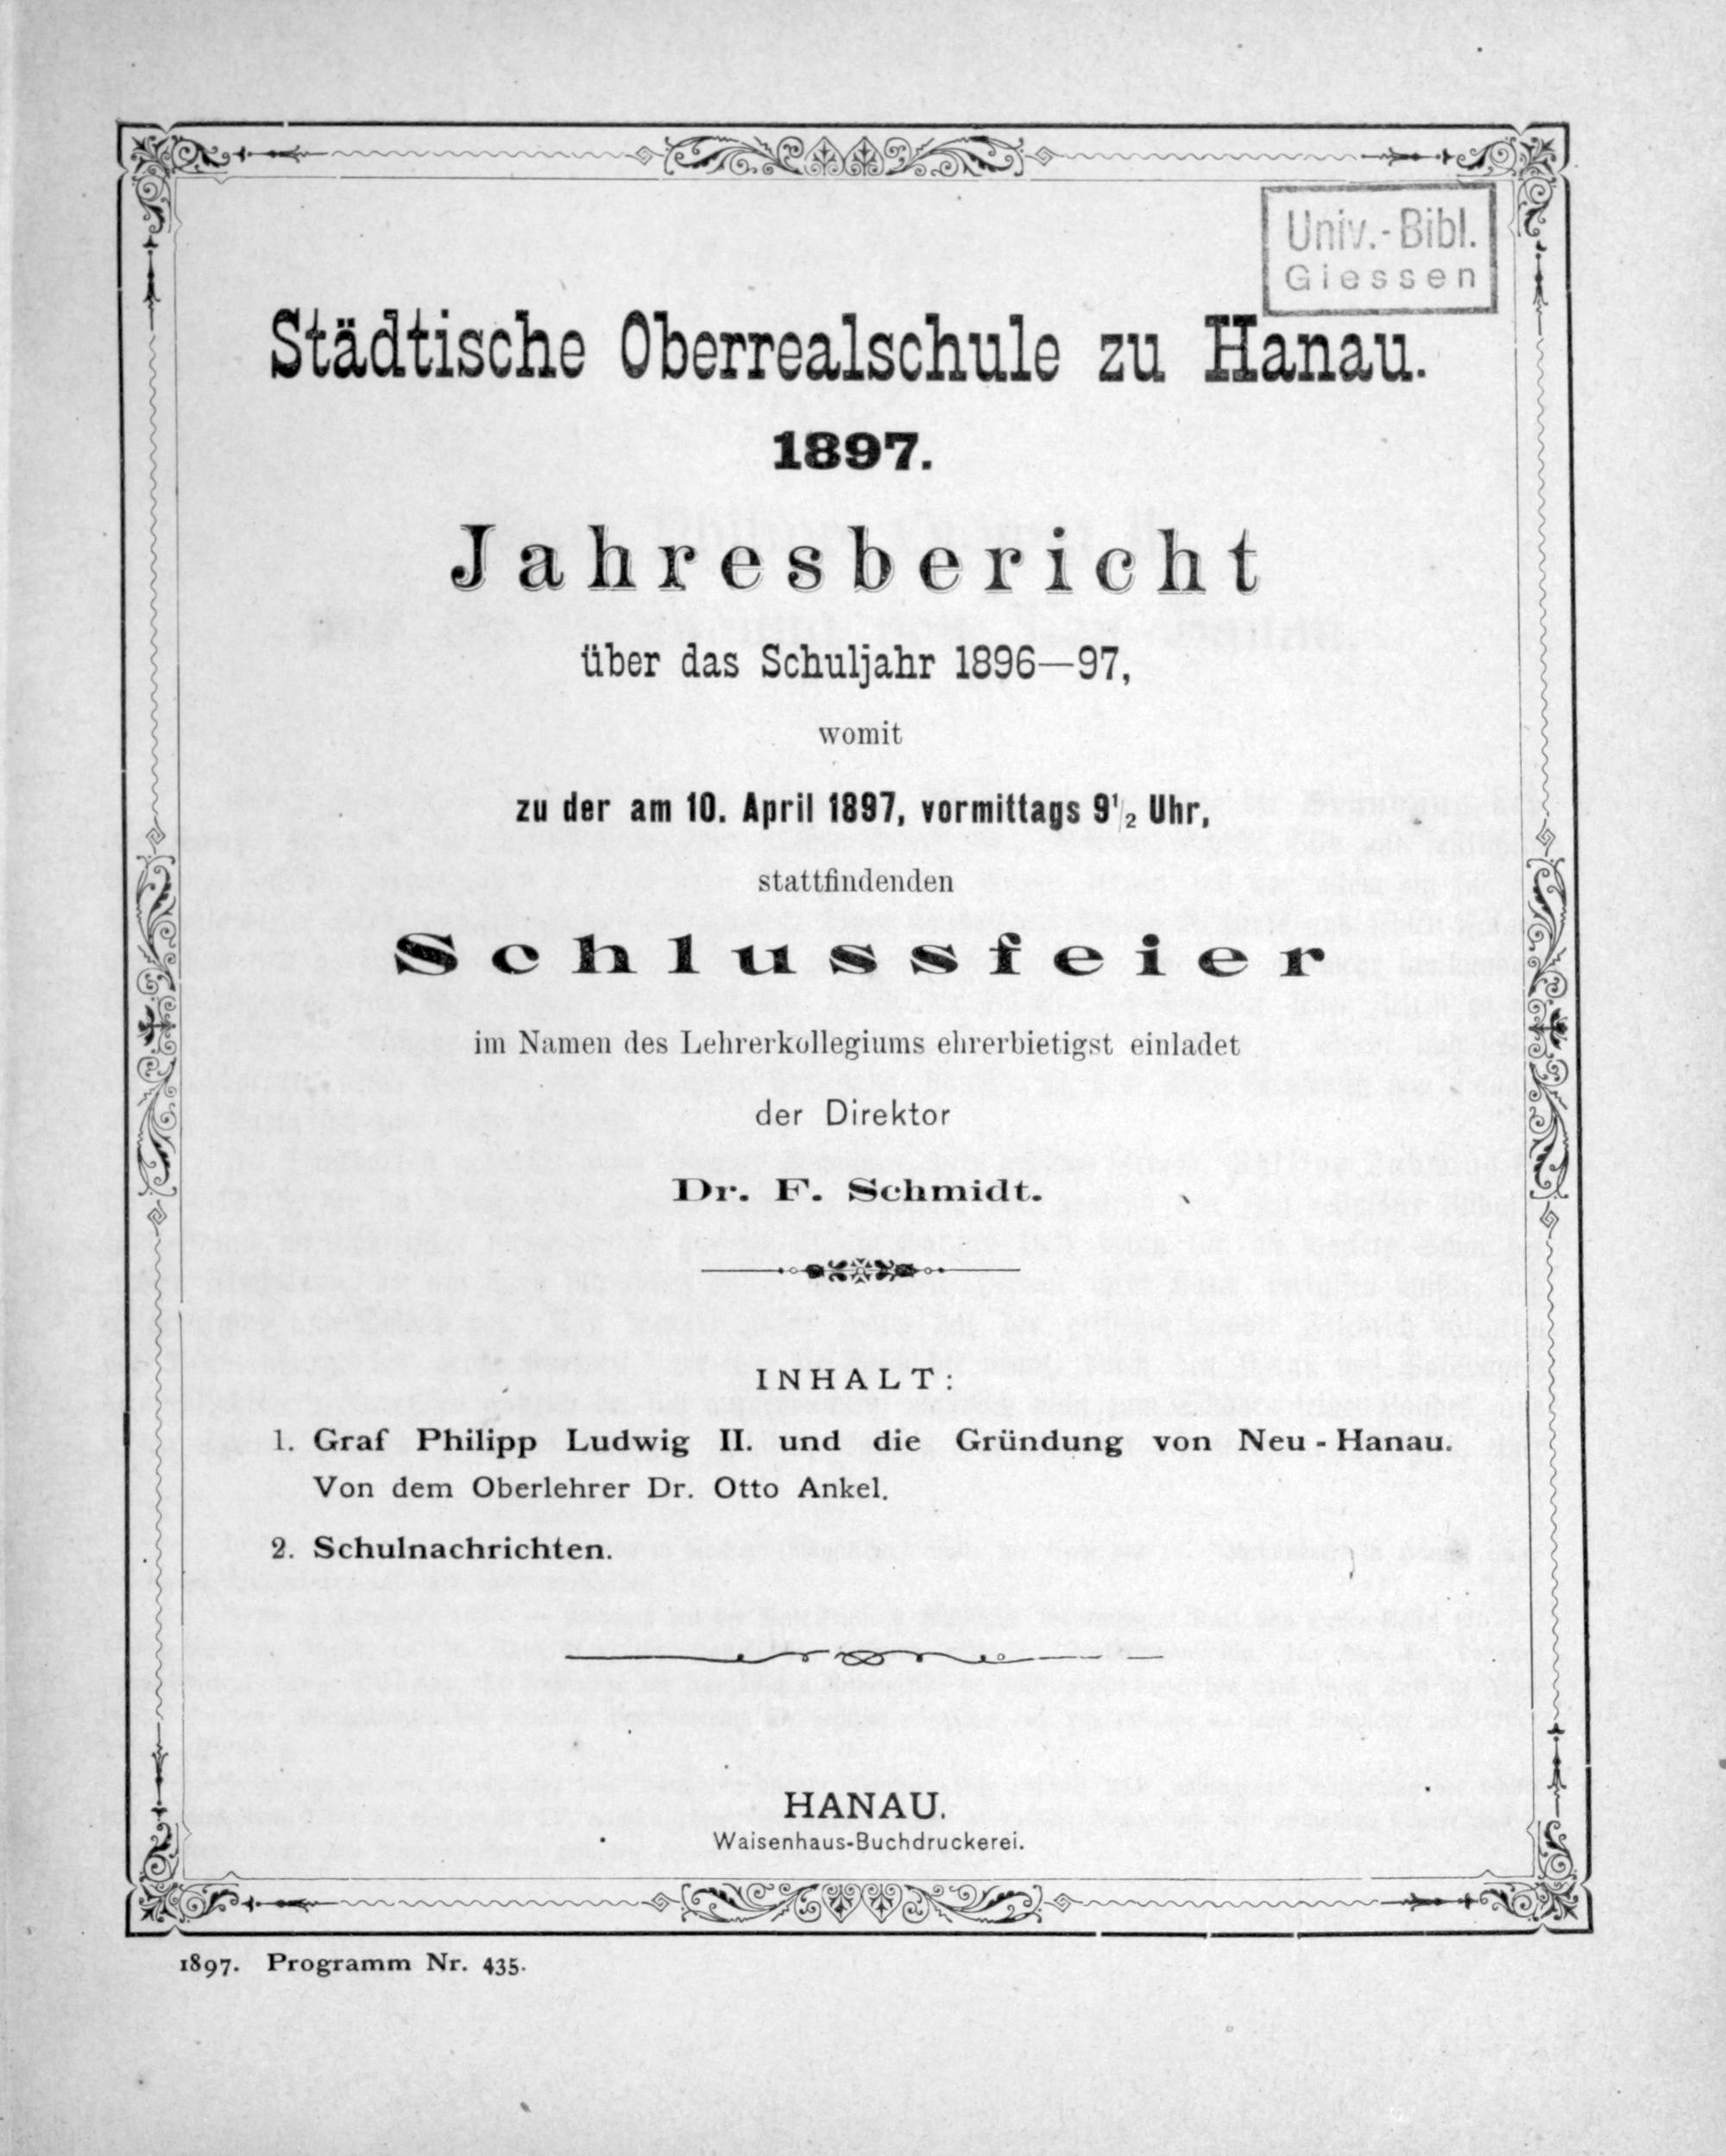 Univ.-Bibl.
Giessen
Städtische Oberrealschule zu Hanau.
1897.
Jahresbericht
über das Schuljahr 1896—97,
womit
zu der am 10. April 1897, vormittags 9 1/2 Uhr,
stattfindenden
Schlussfeier
im Namen des Lehrerkollegiums ehrerbietigst einladet
der Direktor
Dr. F. Schmidt.
INHALT:
1. Graf Philipp Ludwig II. und die Gründung von Neu-Hanau.
Von dem Oberlehrer Dr. Otto Ankel.
2. Schulnachrichten.
HANAU.
Waisenhaus-Buchdruckerei.
1897. Programm Nr. 435.